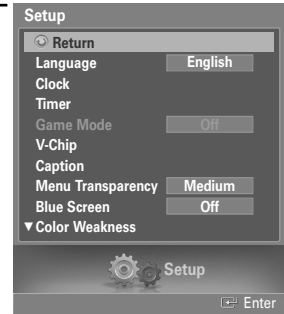 Setup
Return
Language English
Clock
Timer
Game Mode Off
V-Chip
Caption
Menu Transparency Medium
Blue Screen Off
▼Color Weakness
Setup
Enter